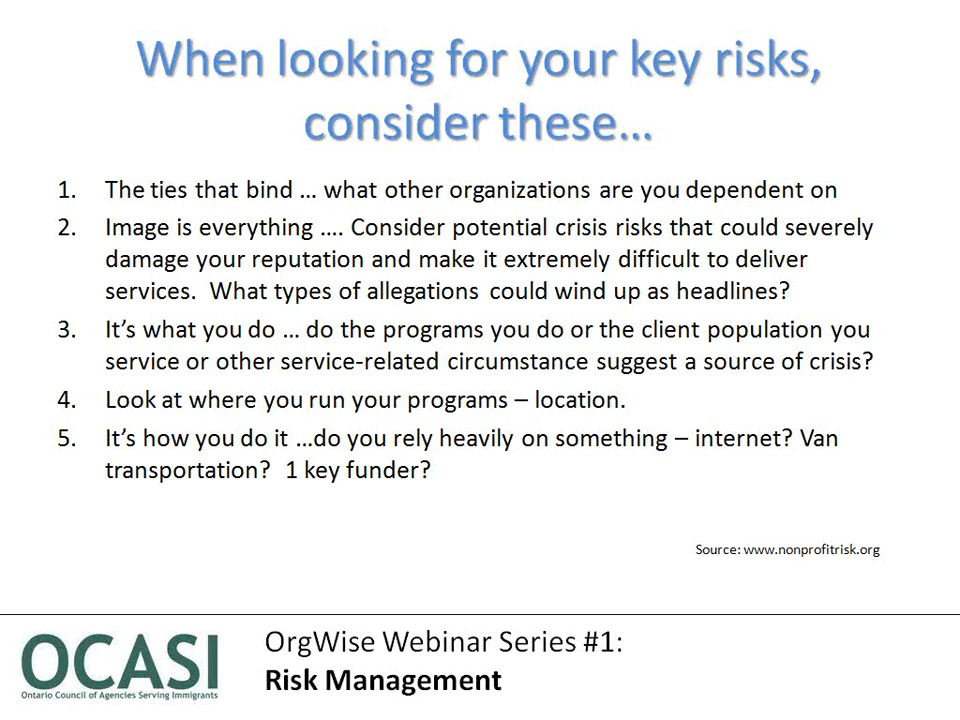 When looking for your key risks,
consider these…
1. The ties that bind … what other organizations are you dependent on
2. Image is everything …. Consider potential crisis risks that could severely
damage your reputation and make it extremely difficult to deliver
services.  What types of allegations could wind up as headlines?
3. It’s what you do … do the programs you do or the client population you
service or other service-related circumstance suggest a source of crisis?
4. Look at where you run your programs – location.
5. It’s how you do it …do you rely heavily on something – internet? Van
transportation?  1 key funder?
Source: www.nonprofitrisk.org
OCASI
Ontario Council of Agencies Serving Immigrants
OrgWise Webinar Series #1:
Risk Management